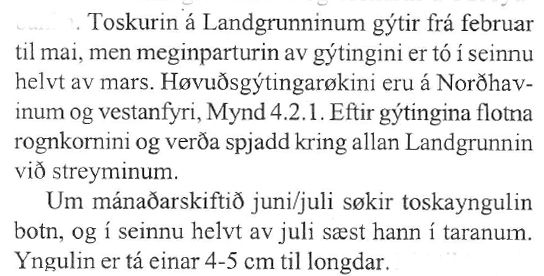 Toskurin á Landgrunninum gýtir frá februar
til mai, men meginparturin av gýtingini er tó í seinnu
helvt av mars. Høvuðsgýtingarøkini eru á Norðhav-
inum og vestanfyri, Mynd 4.2.1. Eftir gýtingina flotna
rognkornini og verða spjadd kring allan Landgrunnin
við streyminum.
Um mánaðarskiftið juni/juli søkir toskayngulin
botn, og í seinnu helvt av juli sæst hann í taranum.
Yngulin er tá einar 4-5 cm til longdar.